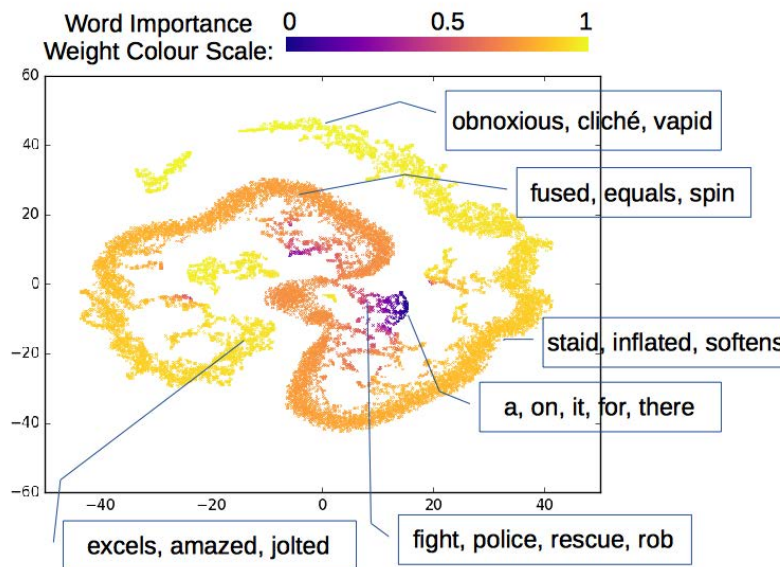 Word Importance 0 0.5 1
Weight Colour Scale:
60
40
obnoxious, cliché, vapid
fused, equals, spin
20
0
staid, inflated, softens
−20
a, on, it, for, there
−40
−60
−40 −20 0 20 40
excels, amazed, jolted
fight, police, rescue, rob